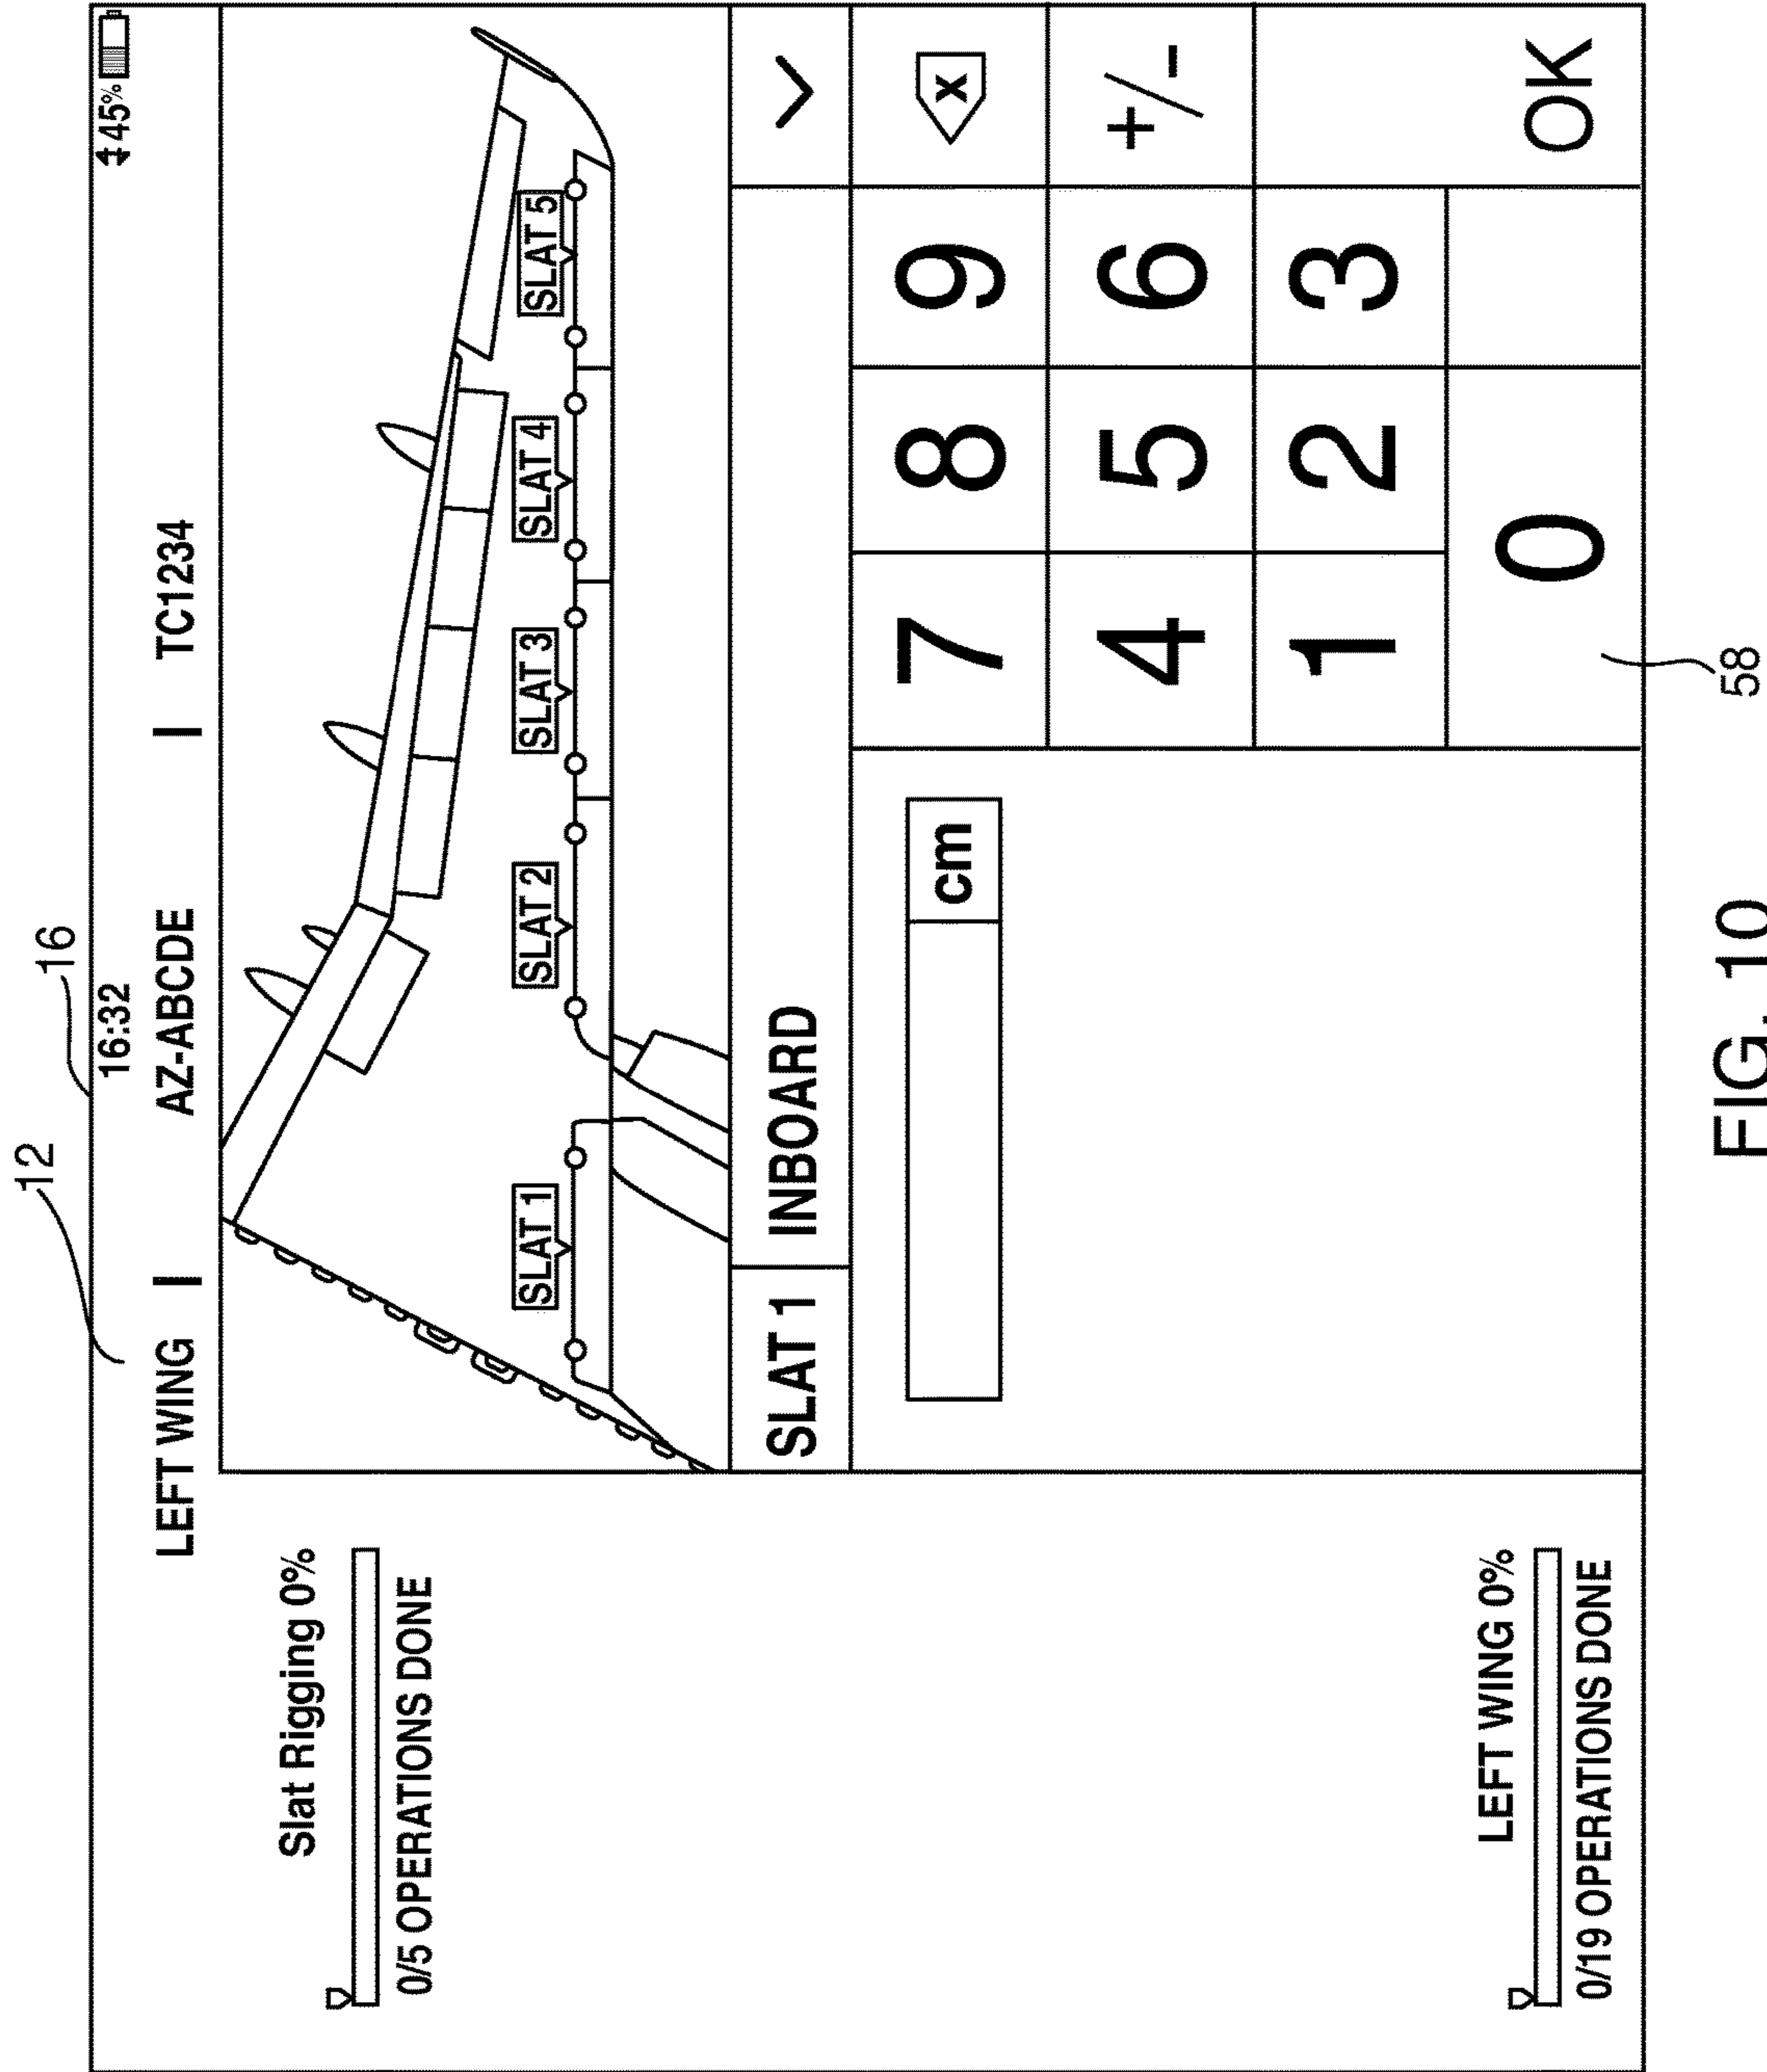 12
16
16:32
45%
LEFT WING | AZ-ABCDE | TC1234
Slat Rigging 0%
0/5 OPERATIONS DONE
SLAT 1
SLAT 2
SLAT 3
SLAT 4
SLAT 5
SLAT 1 INBOARD
cm
7 8 9 x
4 5 6 +/-
1 2 3
0 OK
LEFT WING 0%
0/19 OPERATIONS DONE
58
FIG. 10